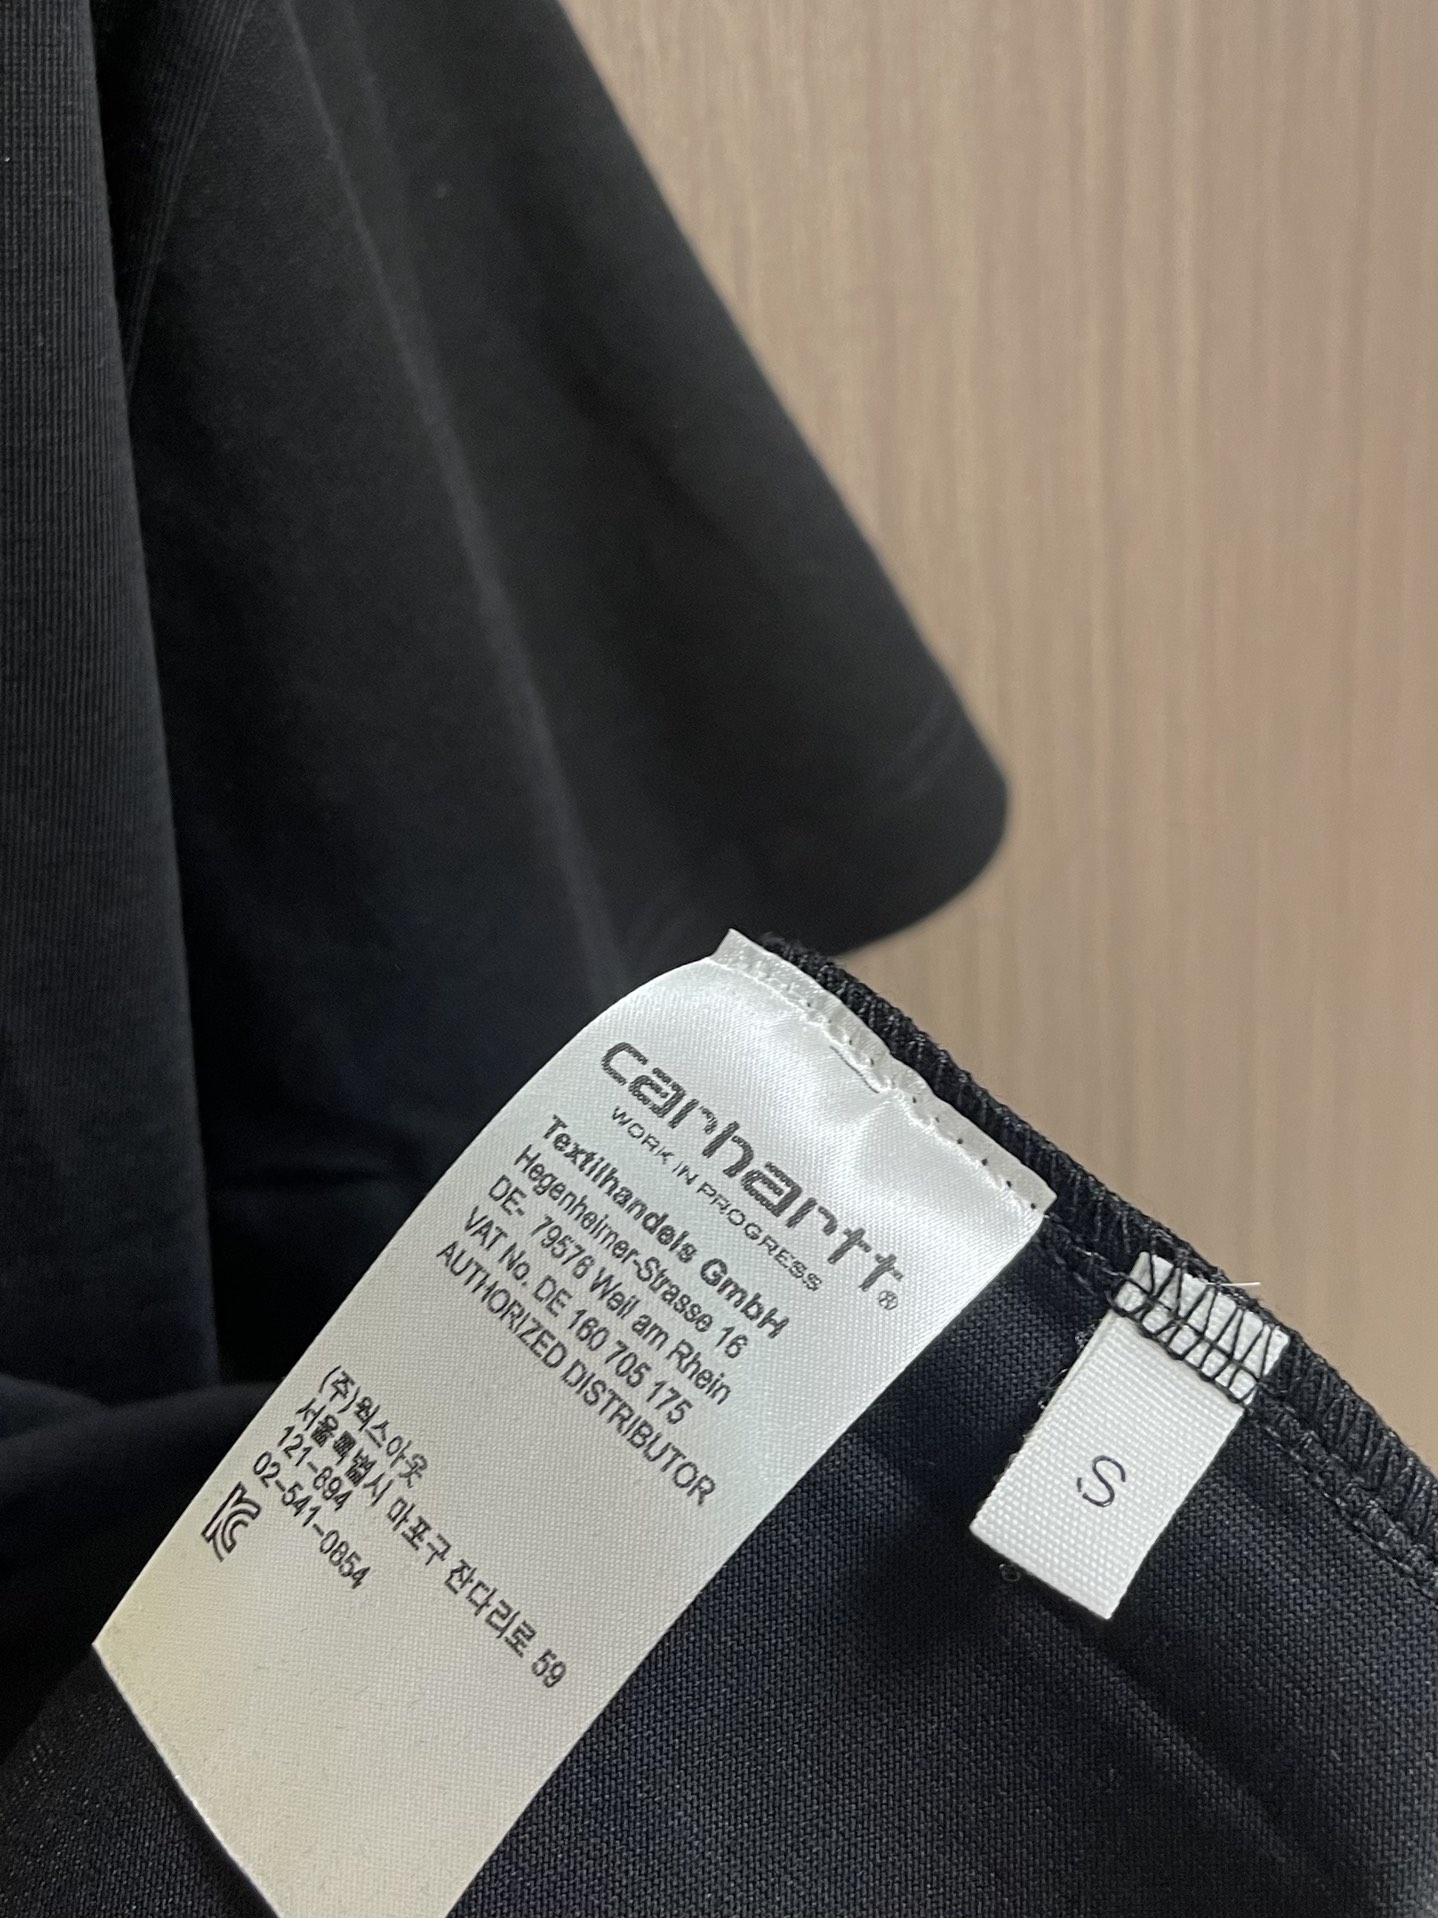 carhartt®
WORK IN PROGRESS
Textilhandels GmbH
Hegenheimer-Strasse 16
DE- 79576 Weil am Rhein
VAT No. DE 160 705 175
AUTHORIZED DISTRIBUTOR
(주)웍스아웃
서울특별시 마포구 잔다리로 59
121-894
02-541-0854
KC
S